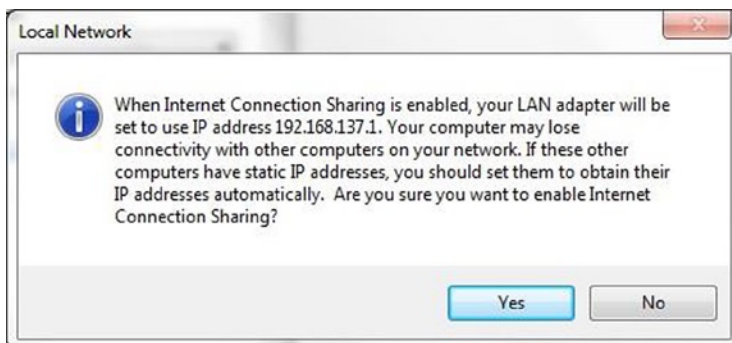 Local Network
When Internet Connection Sharing is enabled, your LAN adapter will be
set to use IP address 192.168.137.1. Your computer may lose
connectivity with other computers on your network. If these other
computers have static IP addresses, you should set them to obtain their
IP addresses automatically.  Are you sure you want to enable Internet
Connection Sharing?
Yes
No